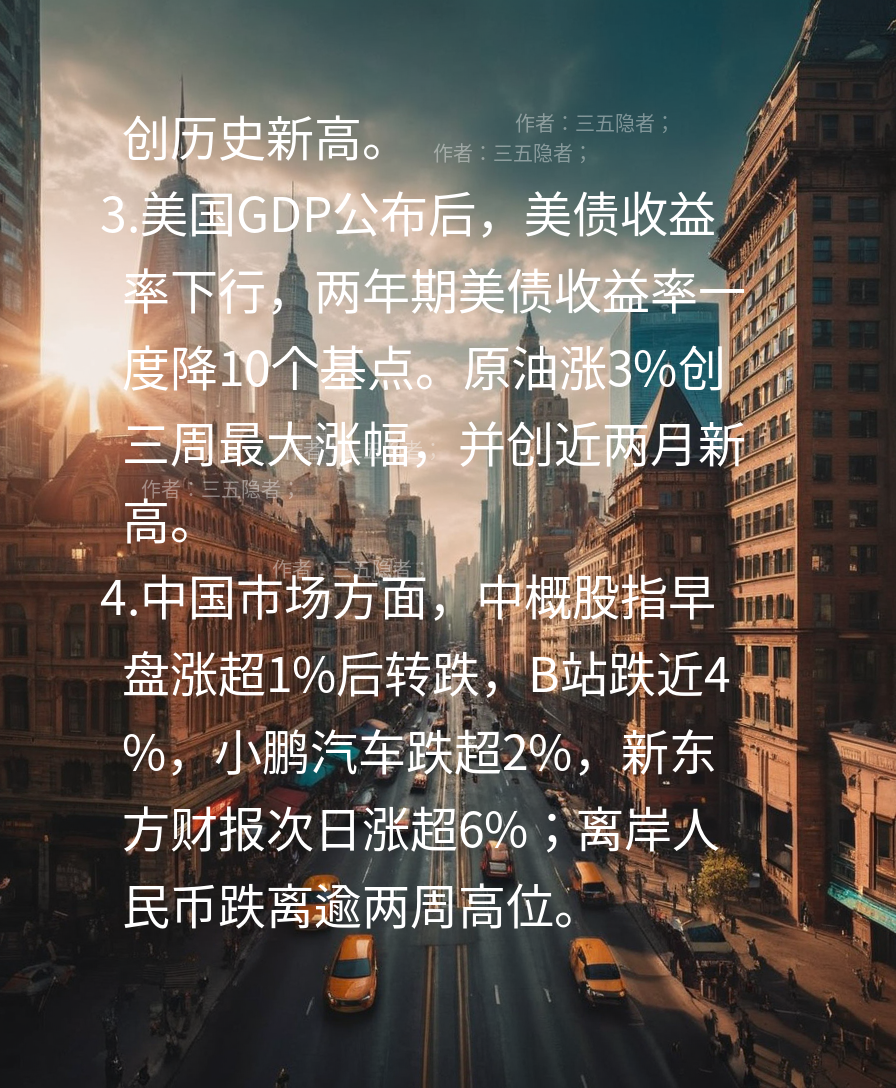 作者：三五隐者；
创历史新高。
作者：三五隐者；
3.美国GDP公布后，美债收益
率下行，两年期美债收益率一
度降10个基点。原油涨3%创
三周最大涨幅，并创近两月新
作者：三五隐者；
高。
作者：三五隐者；
4.中国市场方面，中概股指早
盘涨超1%后转跌，B站跌近4
%，小鹏汽车跌超2%，新东
方财报次日涨超6%；离岸人
民币跌离逾两周高位。